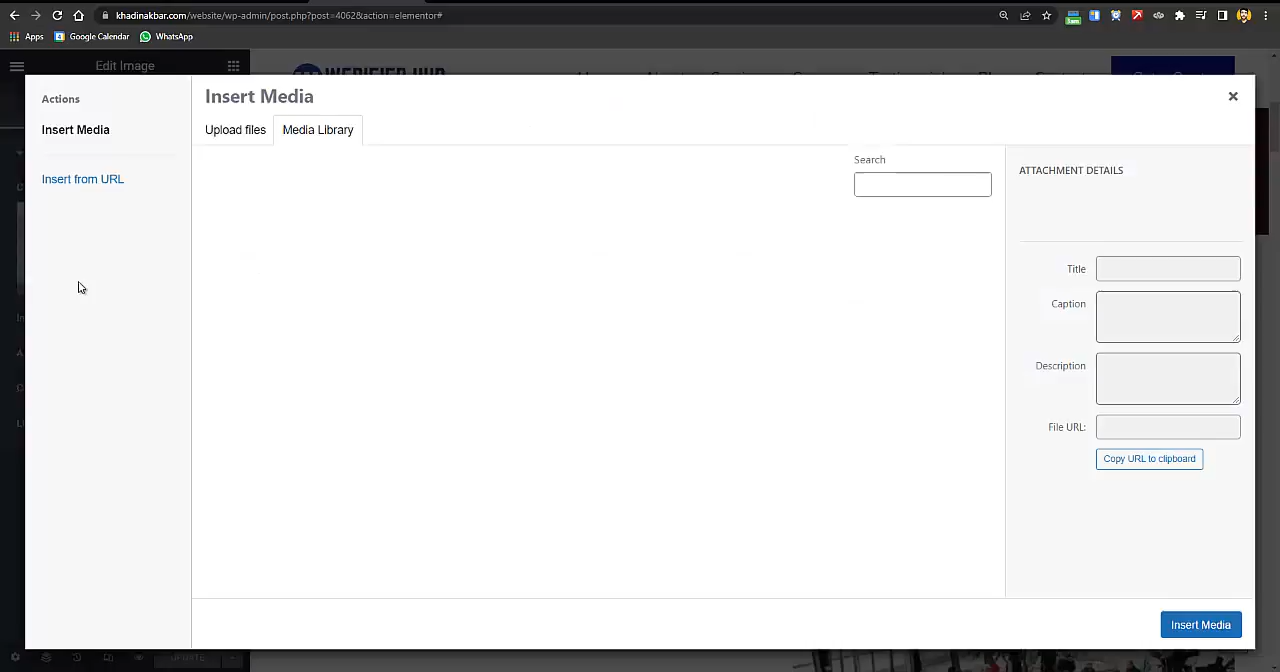 khadinakbar.com/website/wp-admin/post.php?post=4062&action=elementor#
Apps
Google Calendar
WhatsApp
Edit Image
Actions
Insert Media
Insert from URL
Insert Media
Upload files
Media Library
Search
ATTACHMENT DETAILS
Title
Caption
Description
File URL:
Copy URL to clipboard
Insert Media
UPDATE